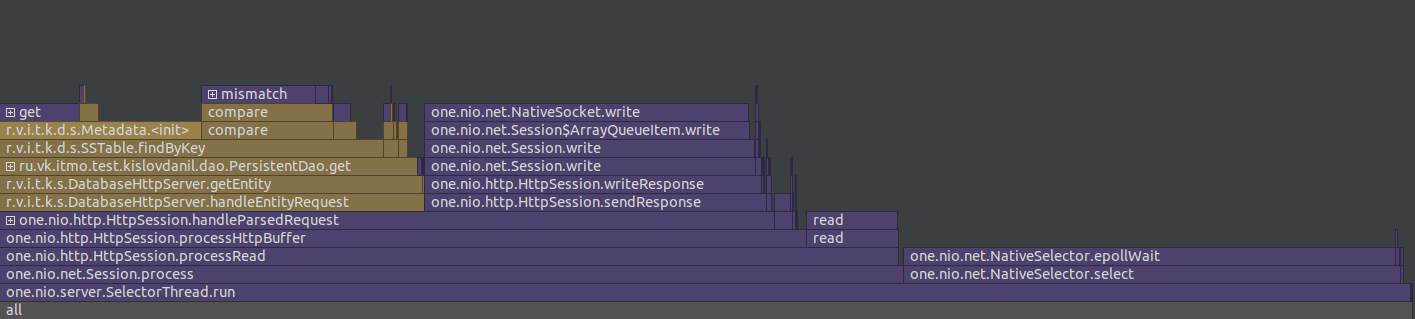 mismatch
get compare one.nio.net.NativeSocket.write
r.v.i.t.k.d.s.Metadata.<init> compare one.nio.net.Session$ArrayQueueItem.write
r.v.i.t.k.d.s.SSTable.findByKey one.nio.net.Session.write
ru.vk.itmo.test.kislovdanil.dao.PersistentDao.get one.nio.net.Session.write
r.v.i.t.k.s.DatabaseHttpServer.getEntity one.nio.http.HttpSession.writeResponse
r.v.i.t.k.s.DatabaseHttpServer.handleEntityRequest one.nio.http.HttpSession.sendResponse
one.nio.http.HttpSession.handleParsedRequest read
one.nio.http.HttpSession.processHttpBuffer read
one.nio.http.HttpSession.processRead one.nio.net.NativeSelector.epollWait
one.nio.net.Session.process one.nio.net.NativeSelector.select
one.nio.server.SelectorThread.run
all